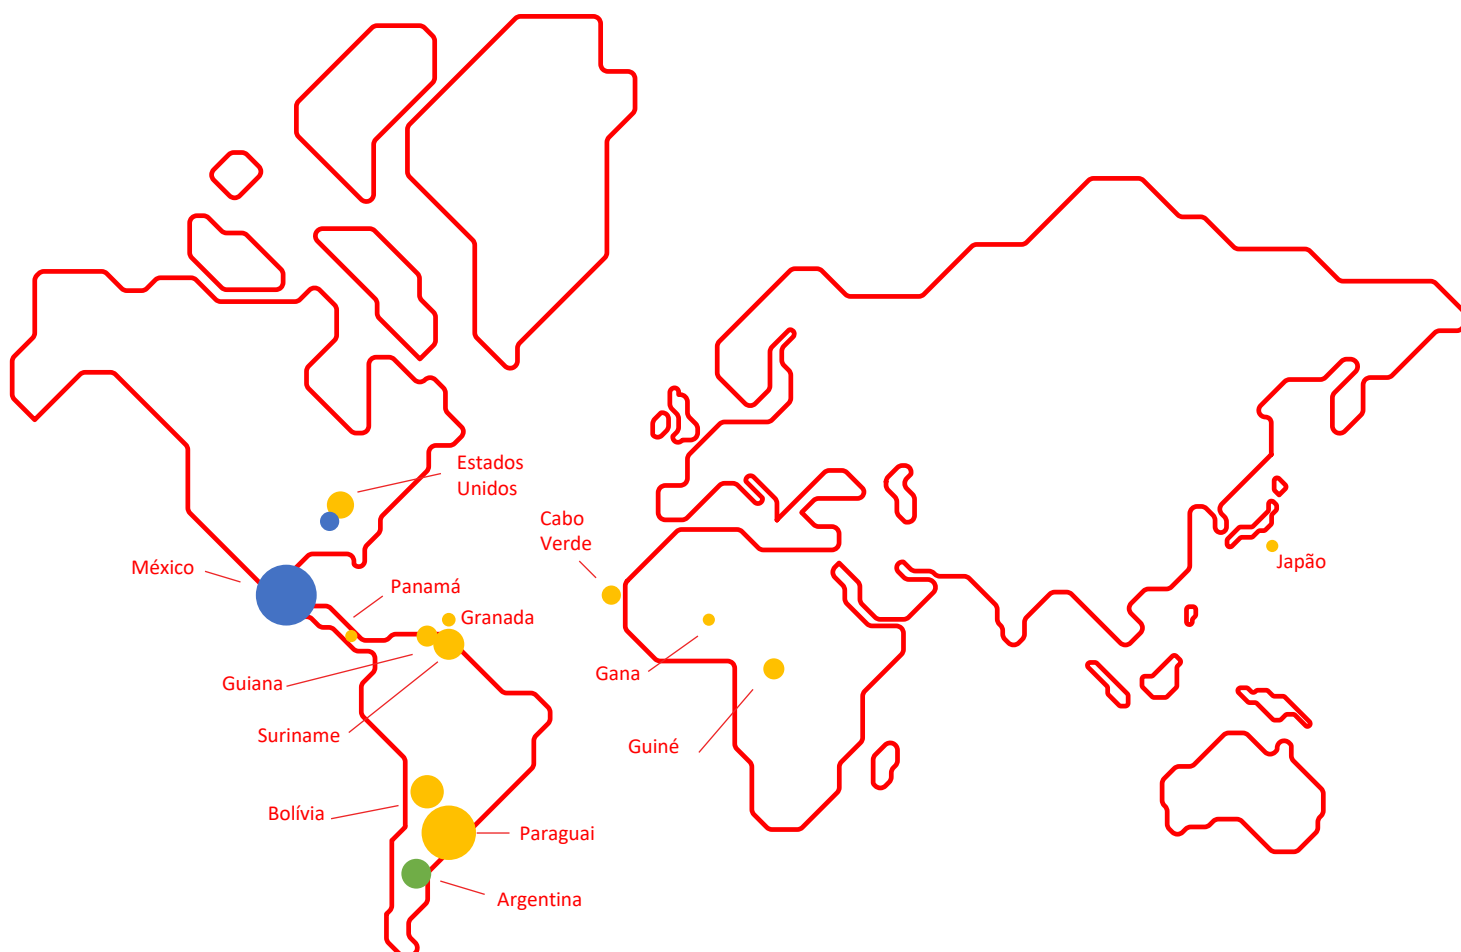 Estados
Unidos
Cabo
Verde
México
Japão
Panamá
Granada
Gana
Guiana
Suriname
Guiné
Bolívia
Paraguai
Argentina